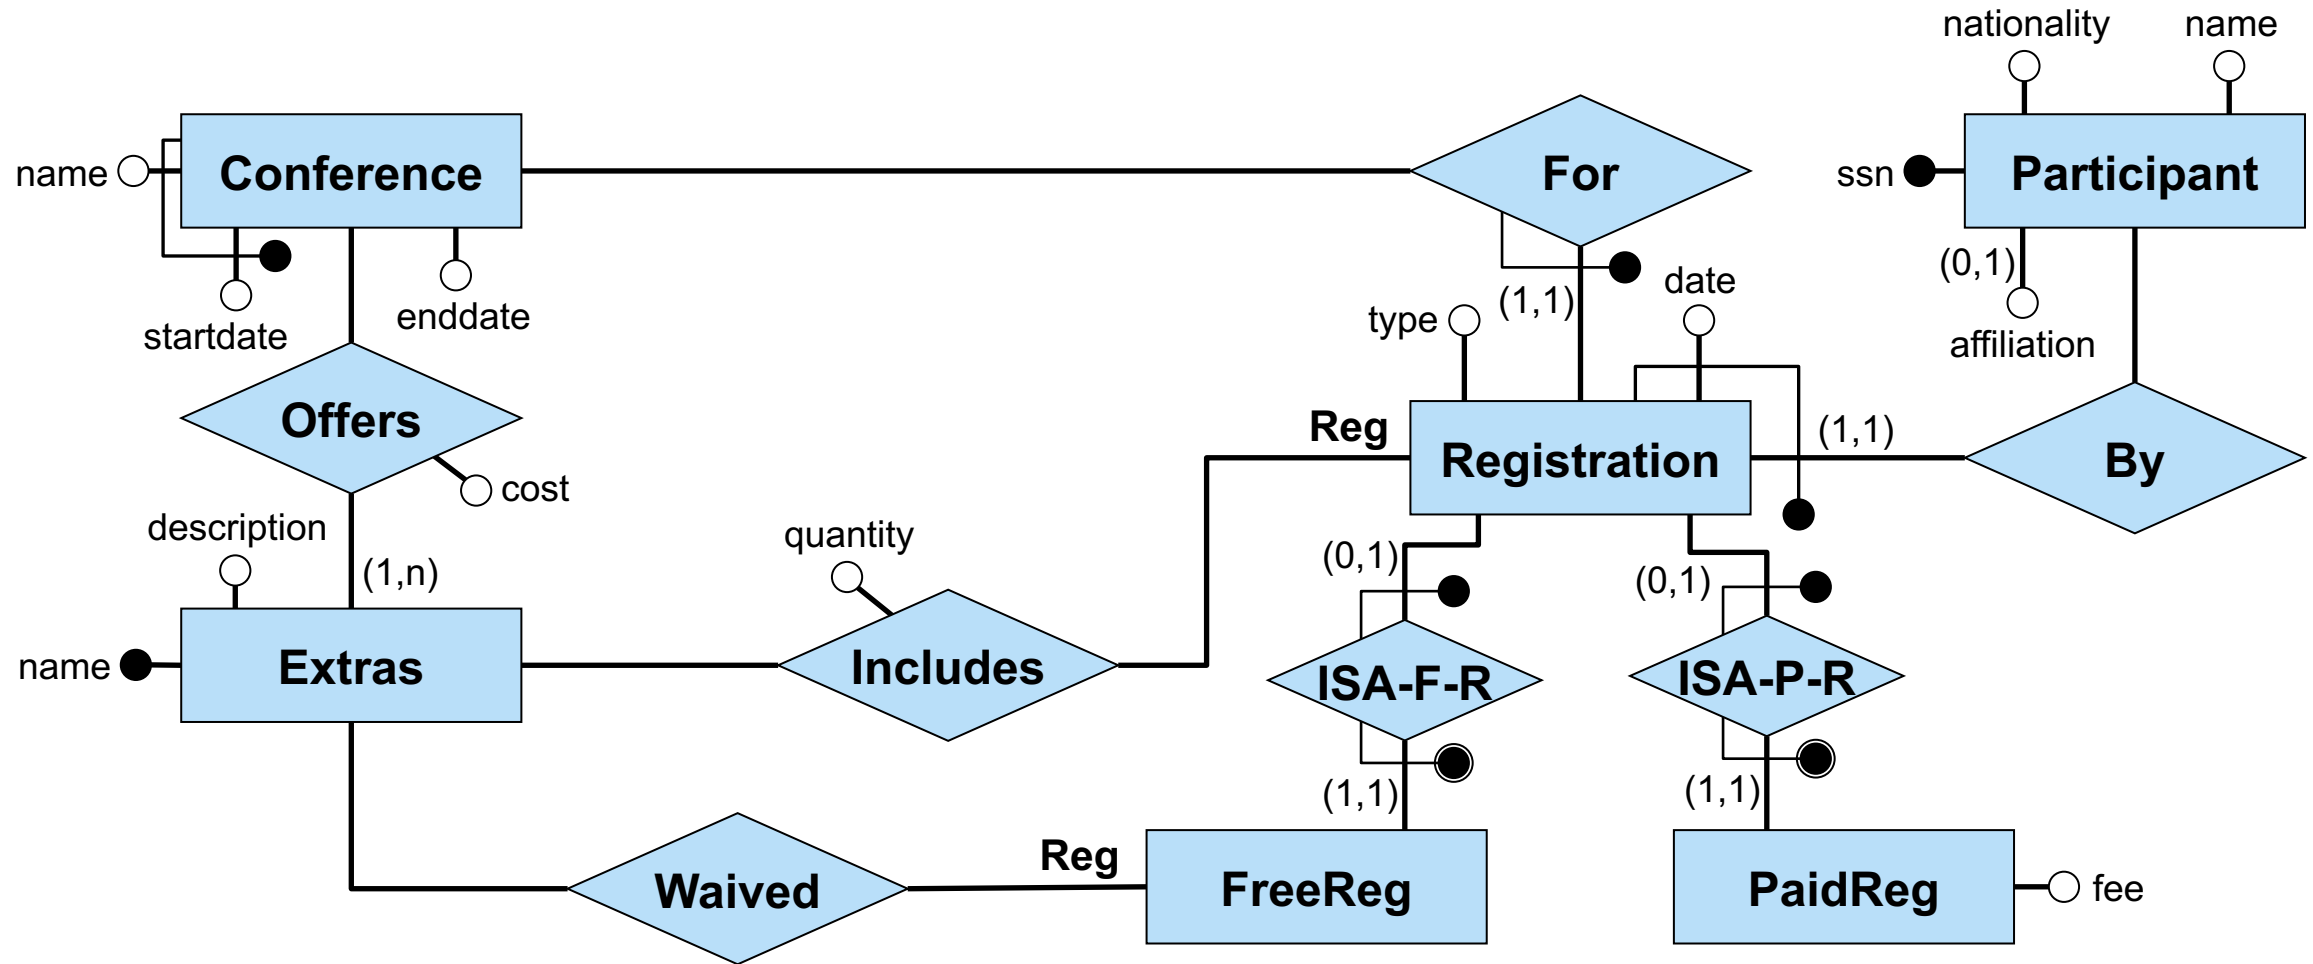 nationality name
name Conference For ssn Participant
(0,1)
startdate enddate (1,1) date
type affiliation
Offers Reg (1,1)
Registration By
cost
description quantity
(1,n) (0,1) (0,1)
name Extras Includes ISA-F-R ISA-P-R
(1,1) (1,1)
Reg
Waived FreeReg PaidReg fee